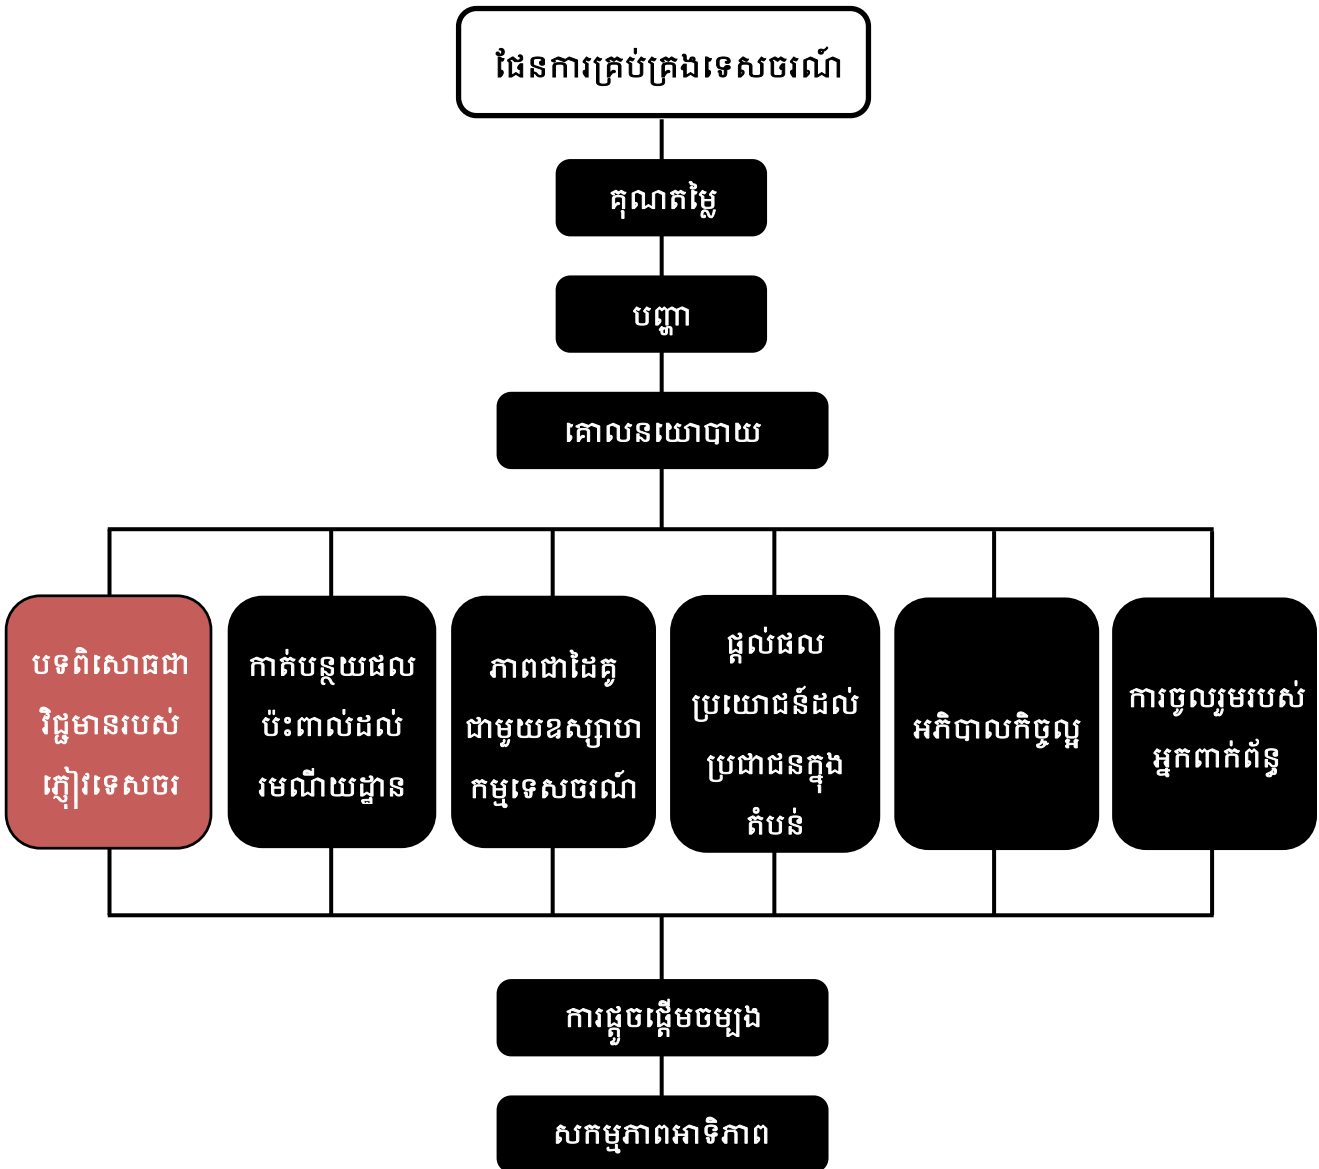 ផែនការគ្រប់គ្រងទេសចរណ៍
គុណតម្លៃ
បញ្ហា
គោលនយោបាយ
បទពិសោធជា
វិជ្ជមានរបស់
ភ្ញៀវទេសចរ
កាត់បន្ថយផល
ប៉ះពាល់ដល់
រមណីយដ្ឋាន
ភាពជាដៃគូ
ជាមួយឧស្សាហ
កម្មទេសចរណ៍
ផ្តល់ផល
ប្រយោជន៍ដល់
ប្រជាជនក្នុង
តំបន់
អភិបាលកិច្ចល្អ
ការចូលរួមរបស់
អ្នកពាក់ព័ន្ធ
ការផ្តួចផ្តើមចម្បង
សកម្មភាពអាទិភាព